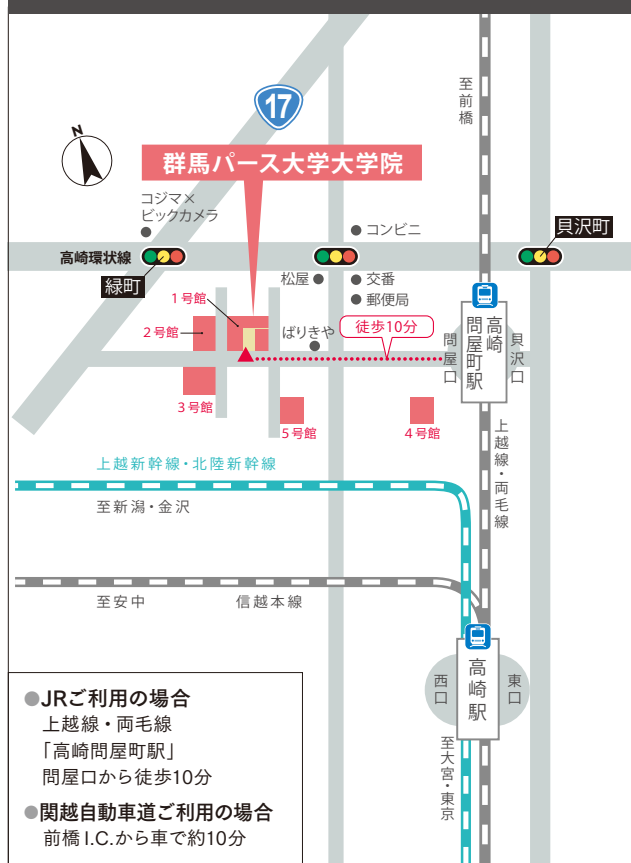 17
至前橋
N
群馬パース大学大学院
コジマ×
ビックカメラ
コンビニ
貝沢町
高崎環状線
緑町
松屋
交番
郵便局
1号館
2号館
ぱりきや
徒歩10分
問屋口
高崎
問屋町駅
貝沢口
3号館
5号館
4号館
上越線・両毛線
上越新幹線・北陸新幹線
至新潟・金沢
至安中
信越本線
西口
高崎駅
東口
至大宮・東京
●JRご利用の場合
上越線・両毛線
「高崎問屋町駅」
問屋口から徒歩10分
●関越自動車道ご利用の場合
前橋I.C.から車で約10分